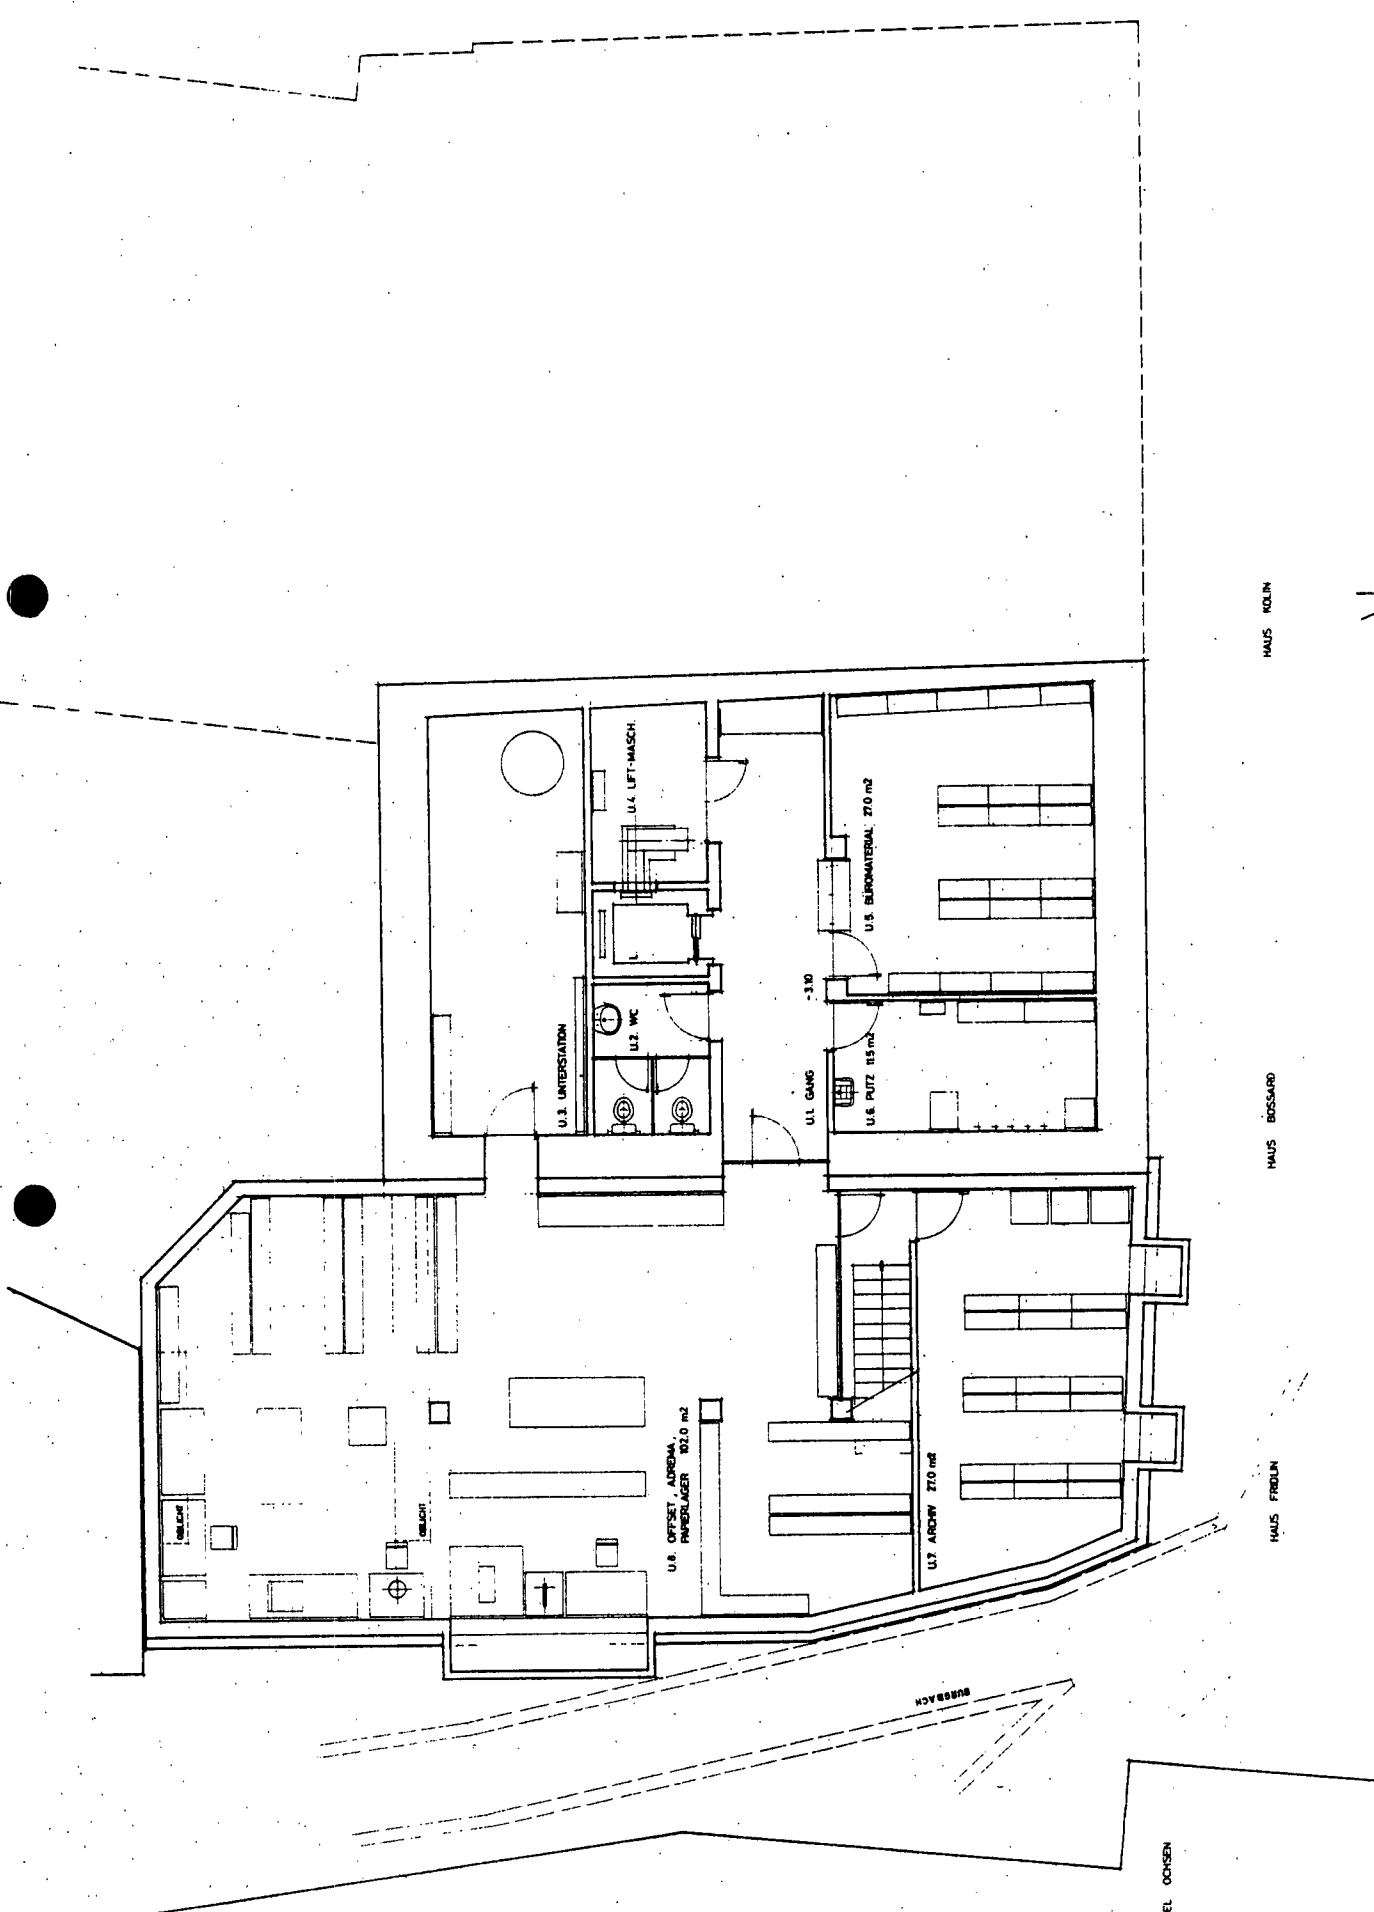 HAUS KOLIN
HAUS BOSSARD
HAUS FRIDLIN
EL OCHSEN
U.4. LIFT-MASCH.
U.5. BÜROMATERIAL 27.0 m2
L
-3.10
U.3. UNTERSTATION
U.2. WC
U.1. GANG
U.6. PUTZ 11.5 m2
OBLICHT
OBLICHT
U.8. OFFSET, ADREMA,
PAPIERLAGER 102.0 m2
U.7. ARCHIV 27.0 m2
BURGBACH